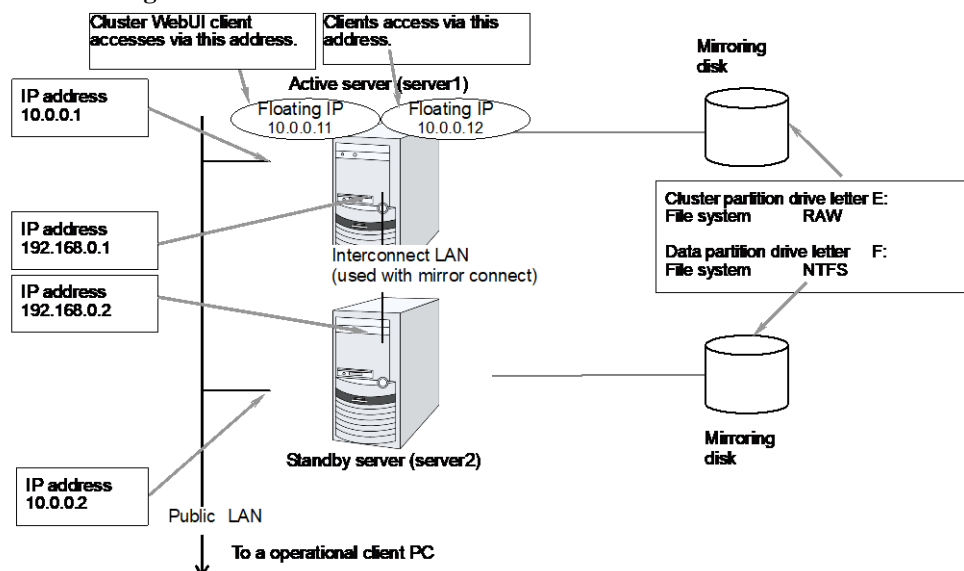 Cluster WebUI client
accesses via this address.
Clients access via this
address.
Mirroring
disk
Active server (server1)
IP address
10.0.0.1
Floating IP
10.0.0.11
Floating IP
10.0.0.12
Cluster partition drive letter E:
File system RAW
Data partition drive letter F:
File system NTFS
IP address
192.168.0.1
Interconnect LAN
(used with mirror connect)
IP address
192.168.0.2
Mirroring
disk
Standby server (server2)
IP address
10.0.0.2
Public LAN
To a operational client PC